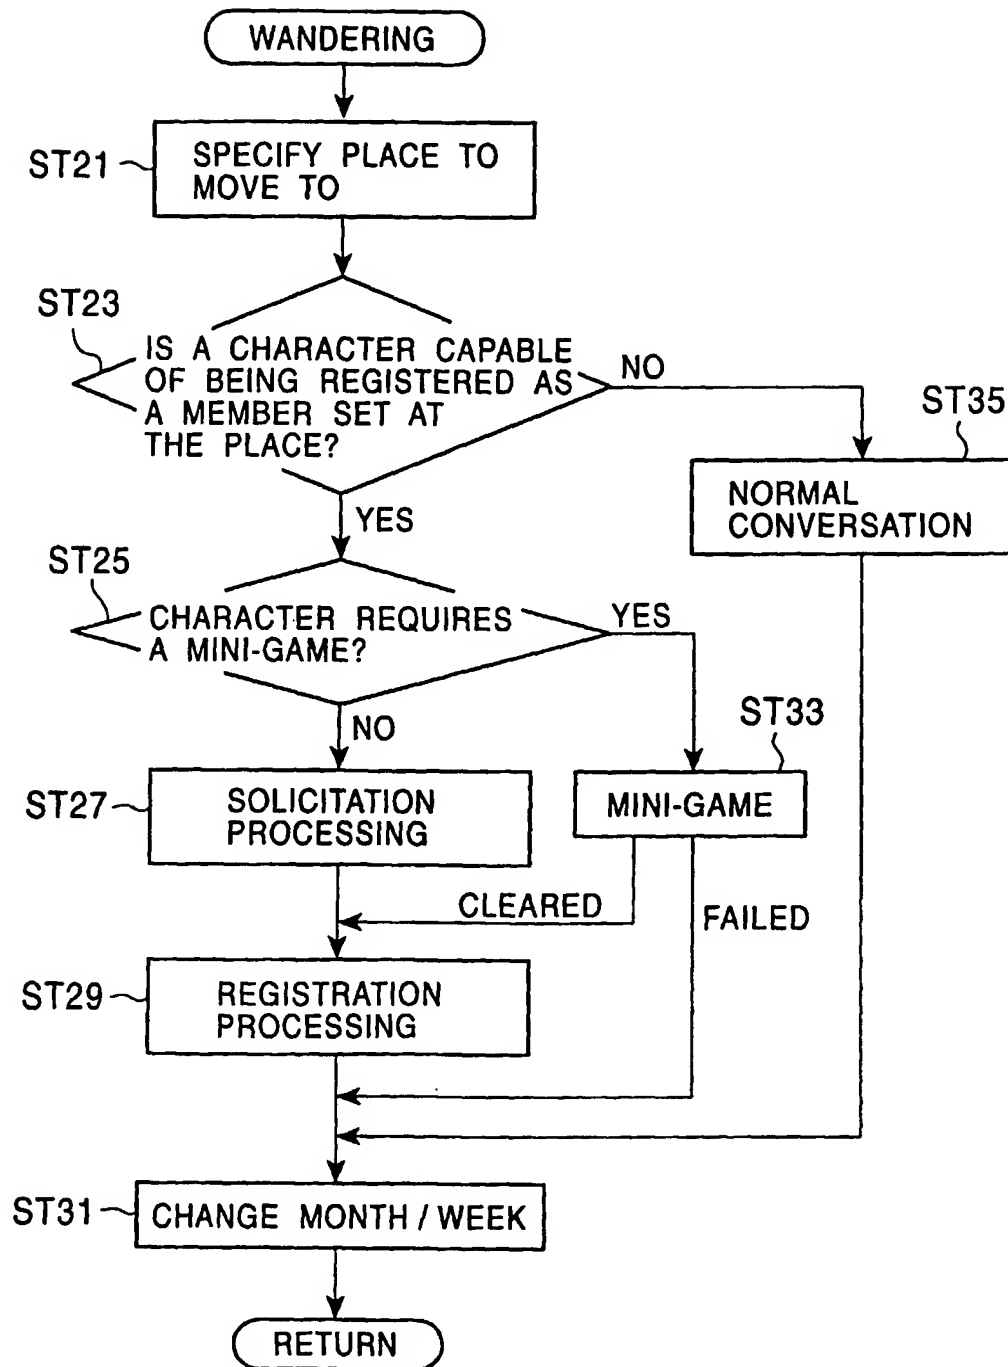 WANDERING
ST21
SPECIFY PLACE TO
MOVE TO
ST23
IS A CHARACTER CAPABLE
OF BEING REGISTERED AS
A MEMBER SET AT
THE PLACE?
NO
ST35
NORMAL
CONVERSATION
YES
ST25
CHARACTER REQUIRES
A MINI-GAME?
YES
NO
ST33
MINI-GAME
ST27
SOLICITATION
PROCESSING
CLEARED
FAILED
ST29
REGISTRATION
PROCESSING
ST31
CHANGE MONTH / WEEK
RETURN